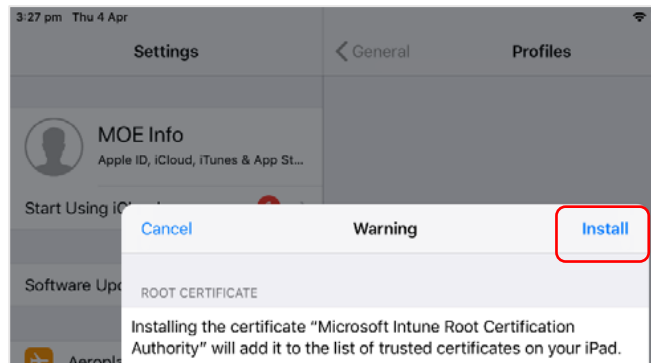 3:27 pm Thu 4 Apr
Settings
General
Profiles
MOE Info
Apple ID, iCloud, iTunes & App St...
Start Using
Cancel
Warning
Install
Software
ROOT CERTIFICATE
Installing the certificate “Microsoft Intune Root Certification
Authority” will add it to the list of trusted certificates on your iPad.